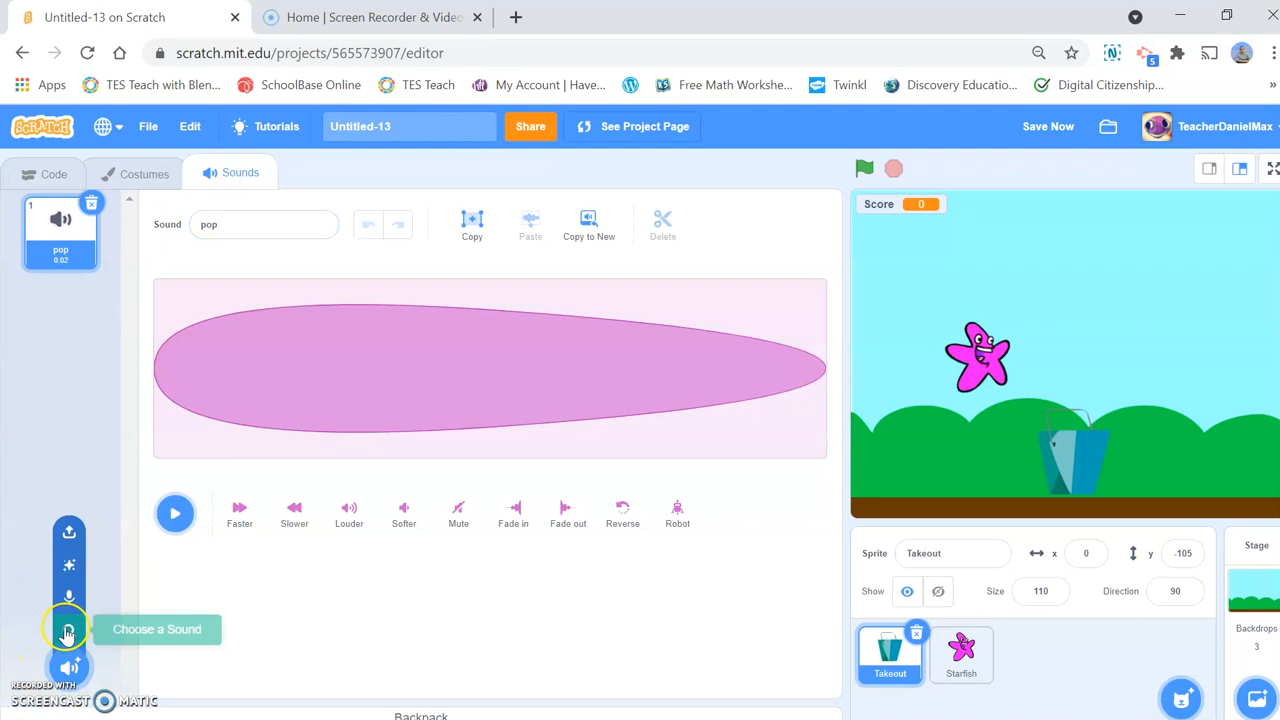 Untitled-13 on Scratch
Home | Screen Recorder & Video
scratch.mit.edu/projects/565573907/editor
5
Apps
TES Teach with Blen...
SchoolBase Online
TES Teach
My Account | Have...
Free Math Workshe...
Twinkl
Discovery Educatio...
Digital Citizenship...
»
SCRATCH
File
Edit
Tutorials
Untitled-13
Share
See Project Page
Save Now
TeacherDanielMax
Code
Costumes
Sounds
1
pop
0.02
Sound
pop
Copy
Paste
Copy to New
Delete
Faster
Slower
Louder
Softer
Mute
Fade in
Fade out
Reverse
Robot
Choose a Sound
RECORDED WITH
SCREENCAST MATIC
Backpack
Score 0
Sprite
Takeout
x
0
y
-105
Show
Size
110
Direction
90
Takeout
Starfish
Stage
Backdrops
3